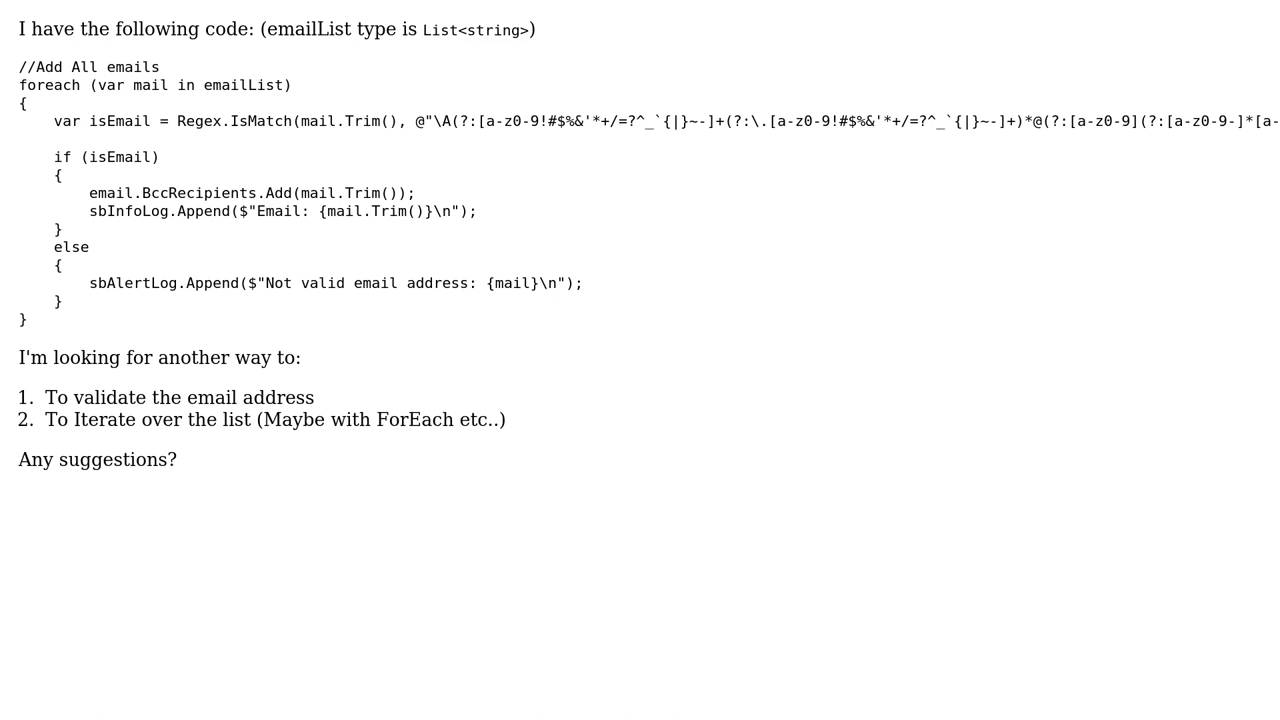 I have the following code: (emailList type is List<string>)
//Add All emails
foreach (var mail in emailList)
{
    var isEmail = Regex.IsMatch(mail.Trim(), @"\A(?:[a-z0-9!#$%&'*+/=?^_`{|}~-]+(?:\.[a-z0-9!#$%&'*+/=?^_`{|}~-]+)*@(?:[a-z0-9](?:[a-z0-9-]*[a-
    if (isEmail)
    {
        email.BccRecipients.Add(mail.Trim());
        sbInfoLog.Append($"Email: {mail.Trim()}\n");
    }
    else
    {
        sbAlertLog.Append($"Not valid email address: {mail}\n");
    }
}
I'm looking for another way to:
1. To validate the email address
2. To Iterate over the list (Maybe with ForEach etc..)
Any suggestions?